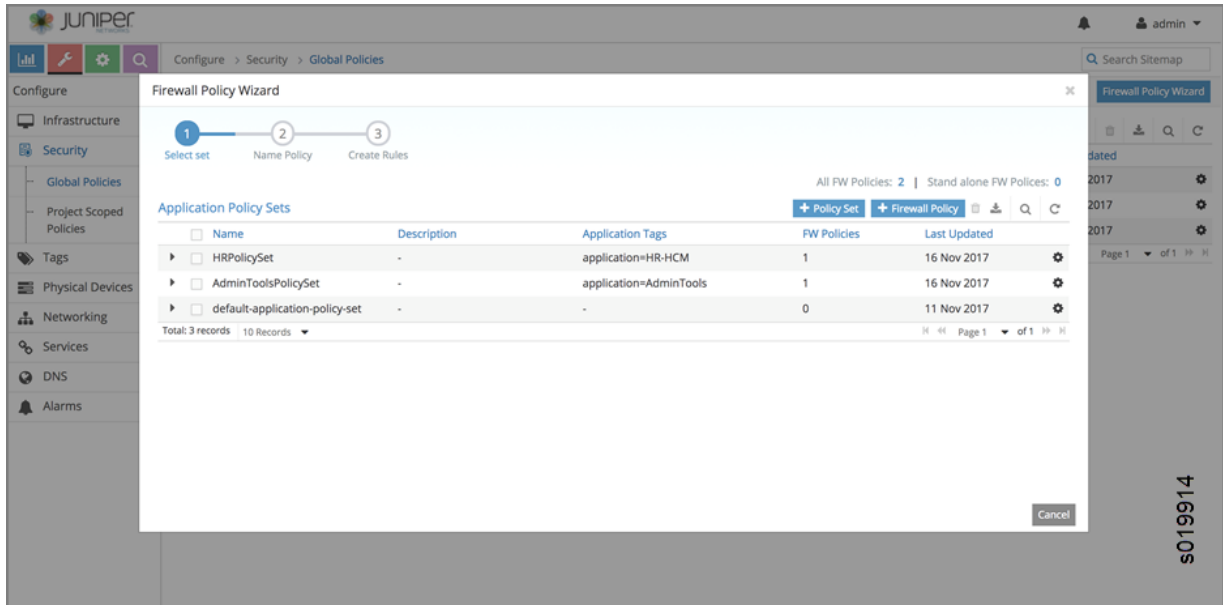 JUNIPER
NETWORKS
admin
Configure > Security > Global Policies
Search Sitemap
Configure
Firewall Policy Wizard
Firewall Policy Wizard
Infrastructure
1 2 3
Security
Select set Name Policy Create Rules
dated
Global Policies
2017
All FW Policies: 2 | Stand alone FW Polices: 0
Project Scoped
Policies
Application Policy Sets
+ Policy Set + Firewall Policy
2017
Name Description Application Tags FW Policies Last Updated
2017
Tags
HRPolicySet - application=HR-HCM 1 16 Nov 2017
Page 1 of 1
Physical Devices
AdminToolsPolicySet - application=AdminTools 1 16 Nov 2017
Networking
default-application-policy-set - - 0 11 Nov 2017
Total: 3 records 10 Records Page 1 of 1
Services
DNS
Alarms
Cancel
s019914